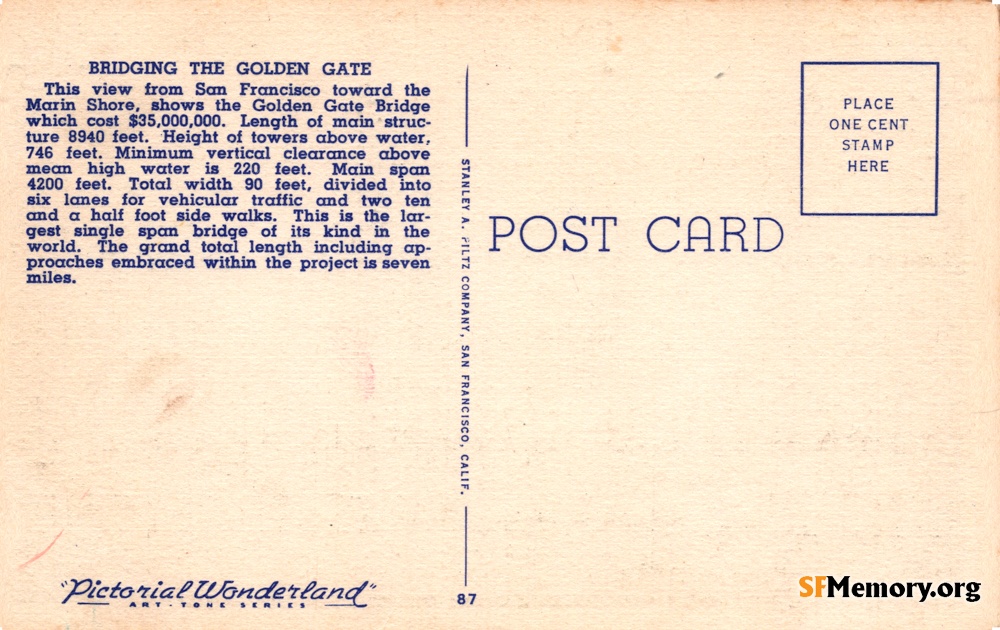 BRIDGING THE GOLDEN GATE
This view from San Francisco toward the
Marin Shore, shows the Golden Gate Bridge
which cost $35,000,000. Length of main struc-
ture 8940 feet. Height of towers above water,
746 feet. Minimum vertical clearance above
mean high water is 220 feet. Main span
4200 feet. Total width 90 feet, divided into
six lanes for vehicular traffic and two ten
and a half foot side walks. This is the lar-
gest single span bridge of its kind in the
world. The grand total length including ap-
proaches embraced within the project is seven
miles.
"Pictorial Wonderland"
ART-TONE SERIES
STANLEY A. PILTZ COMPANY, SAN FRANCISCO, CALIF.
87
POST CARD
PLACE
ONE CENT
STAMP
HERE
SFMemory.org